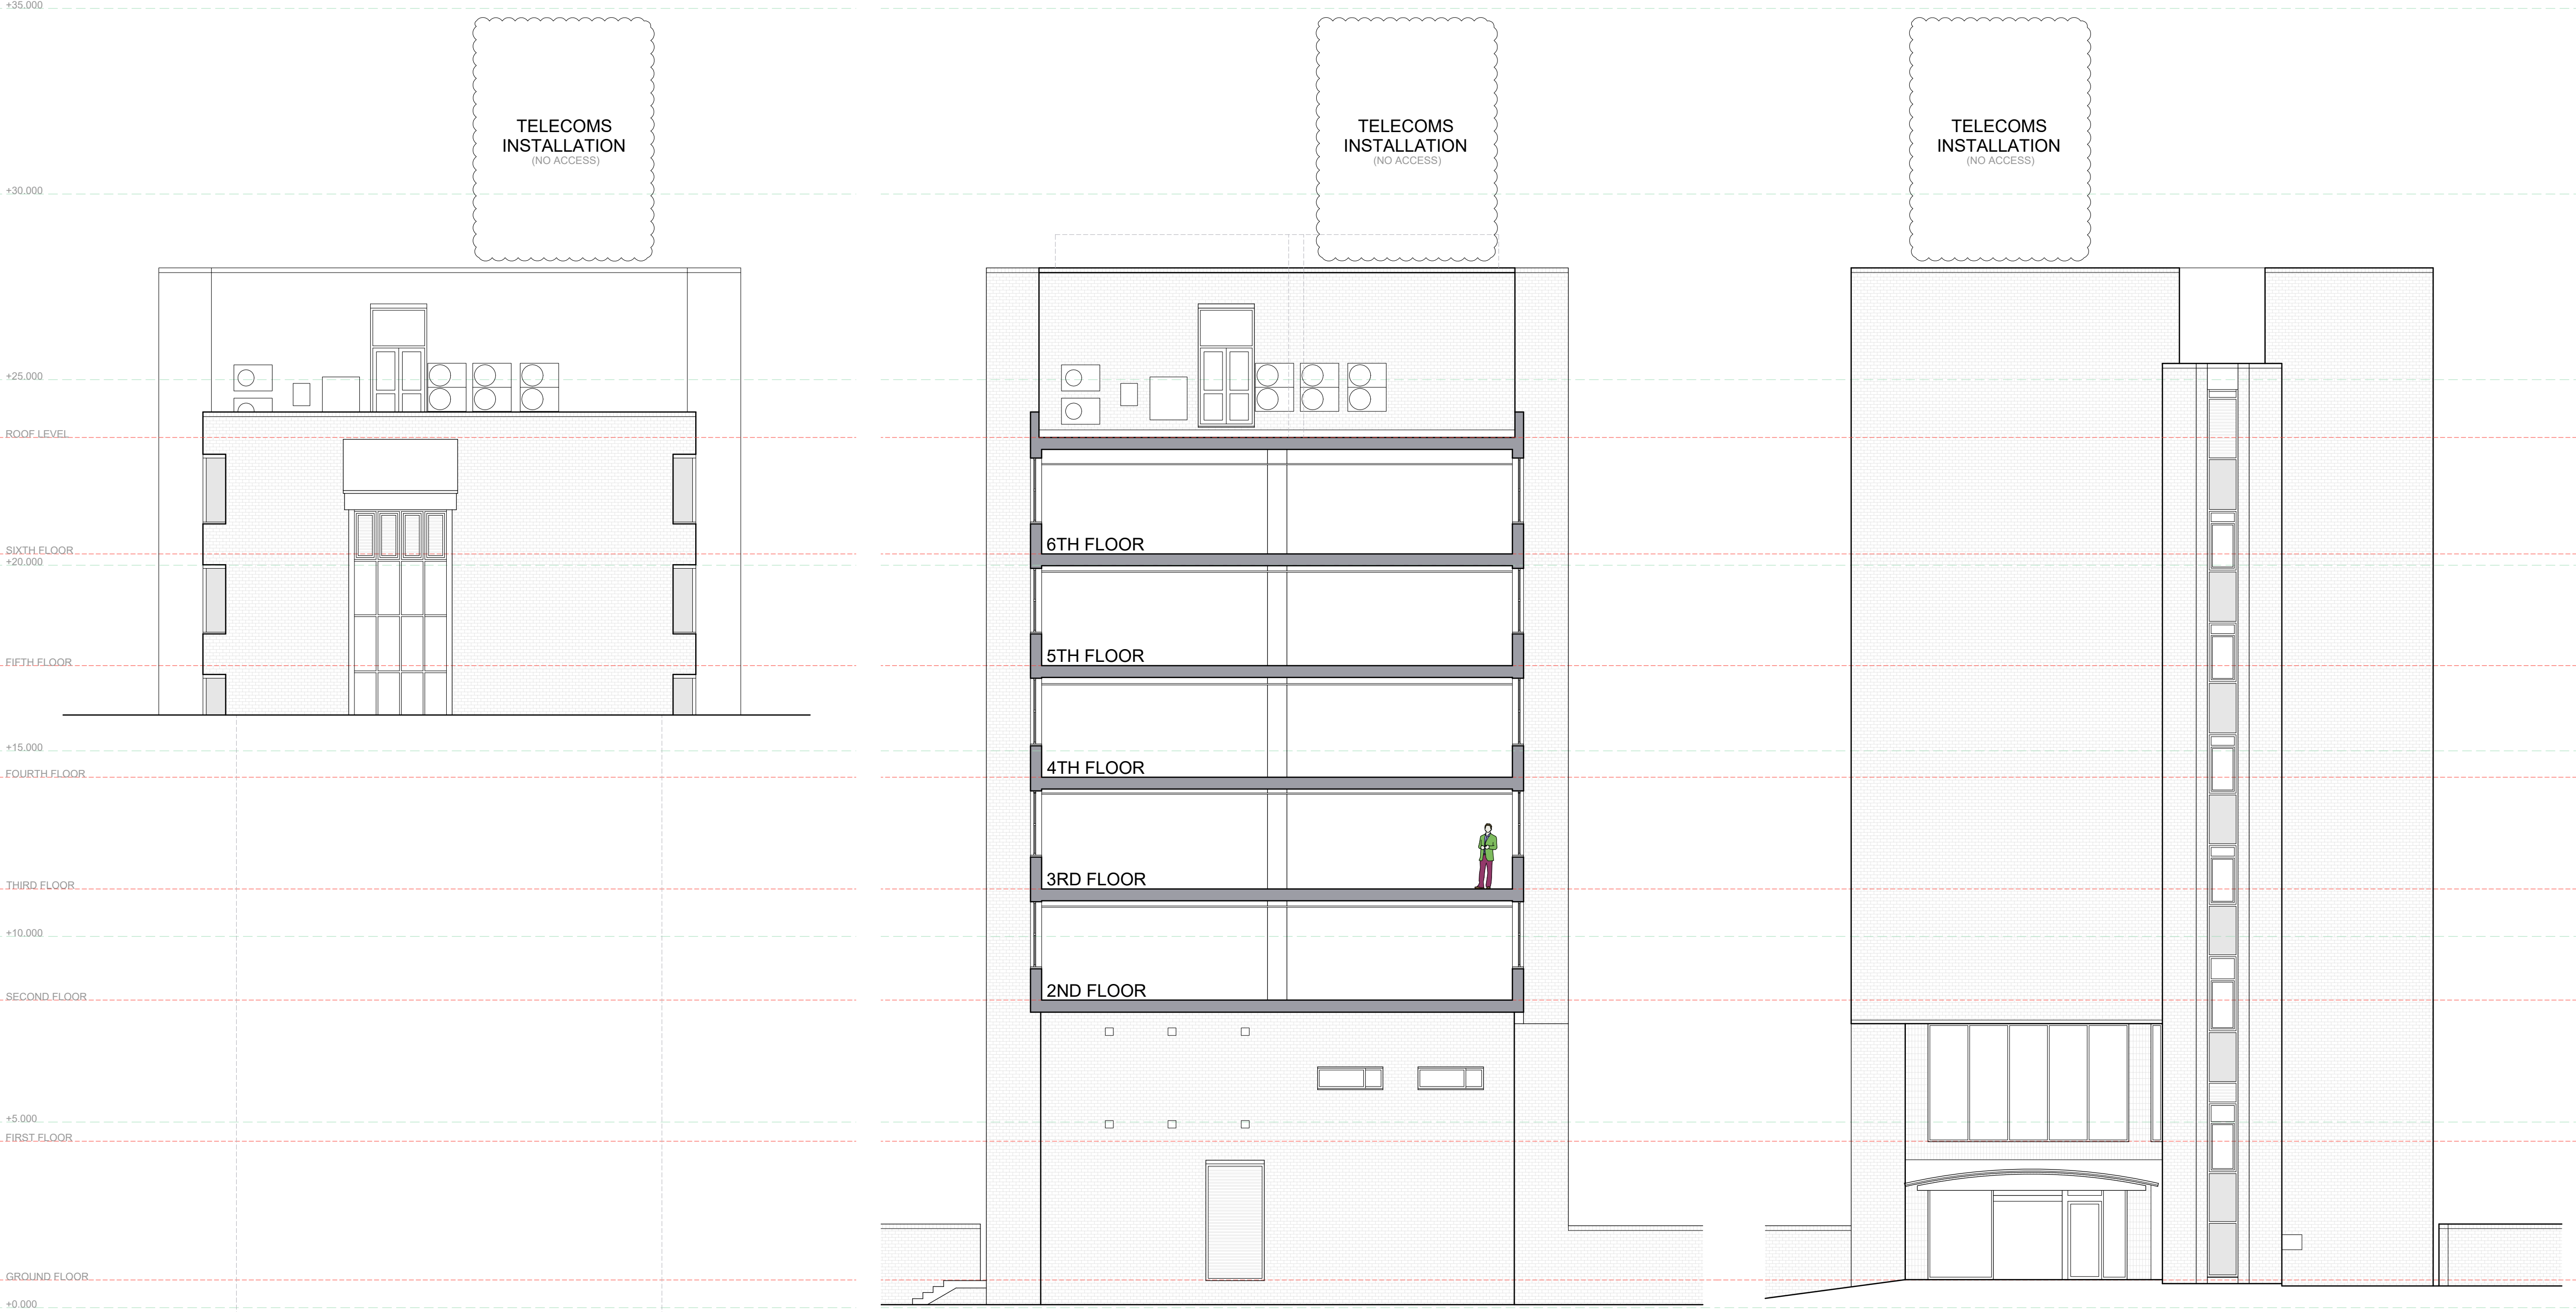 +35.000
TELECOMS
INSTALLATION
(NO ACCESS)
TELECOMS
INSTALLATION
(NO ACCESS)
TELECOMS
INSTALLATION
(NO ACCESS)
+30.000
+25.000
ROOF LEVEL
SIXTH FLOOR
6TH FLOOR
+20.000
FIFTH FLOOR
5TH FLOOR
+15.000
FOURTH FLOOR
4TH FLOOR
THIRD FLOOR
3RD FLOOR
+10.000
SECOND FLOOR
2ND FLOOR
+5.000
FIRST FLOOR
GROUND FLOOR
+0.000